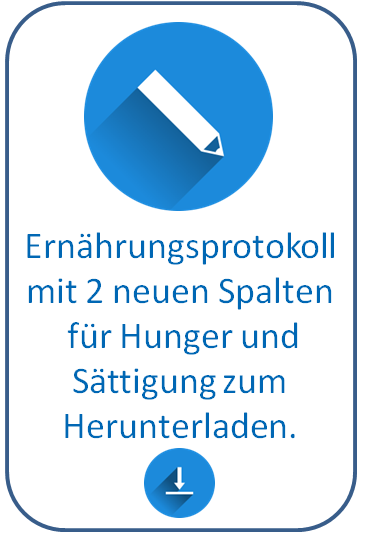 Ernährungsprotokoll
mit 2 neuen Spalten
für Hunger und
Sättigung zum
Herunterladen.